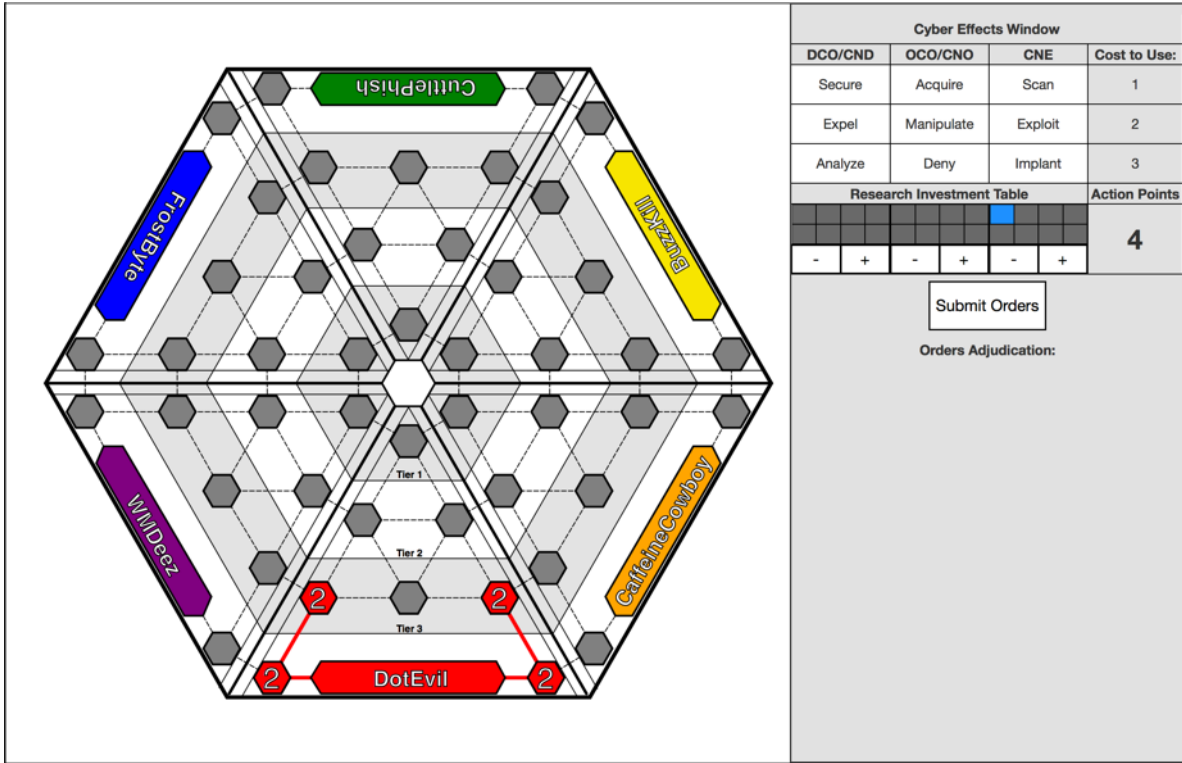 CuttlePhish
FrostByte
BuzzKill
WMDeez
CaffeineCowboy
Tier 1
Tier 2
Tier 3
2
2
2
2
DotEvil
Cyber Effects Window
DCO/CND OCO/CNO CNE Cost to Use:
Secure Acquire Scan 1
Expel Manipulate Exploit 2
Analyze Deny Implant 3
Research Investment Table Action Points
4
- + - + - +
Submit Orders
Orders Adjudication: